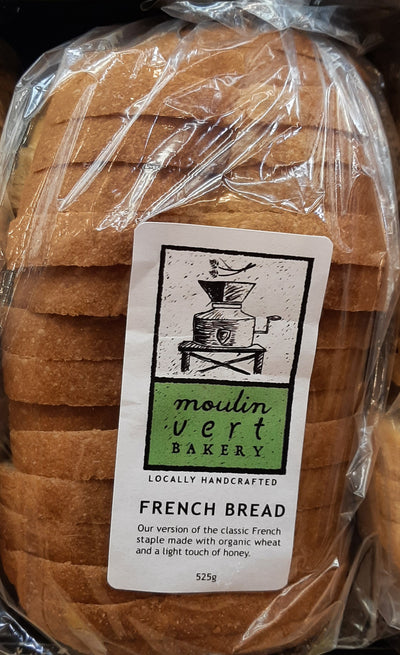 moulin
vert
BAKERY
LOCALLY HANDCRAFTED
FRENCH BREAD
Our version of the classic French
staple made with organic wheat
and a light touch of honey.
525g